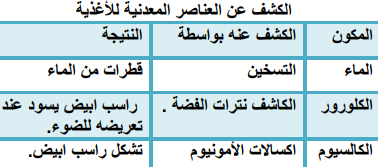 الكشف عن العناصر المعدنية للأغذية
المكون الكشف عنه بواسطة النتيجة
الماء التسخين قطرات من الماء
الكلورور الكاشف نترات الفضة . راسب ابيض يسود عند
تعريضه للضوء.
الكالسيوم اكسالات الأمونيوم تشكل راسب ابيض.